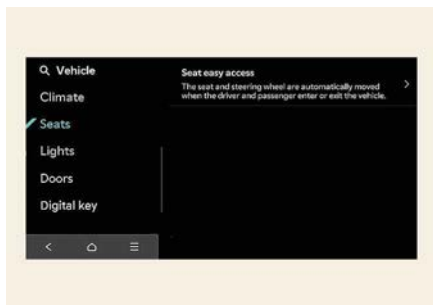 Vehicle
Seat easy access
The seat and steering wheel are automatically moved
when the driver and passenger enter or exit the vehicle.
Climate
Seats
Lights
Doors
Digital key